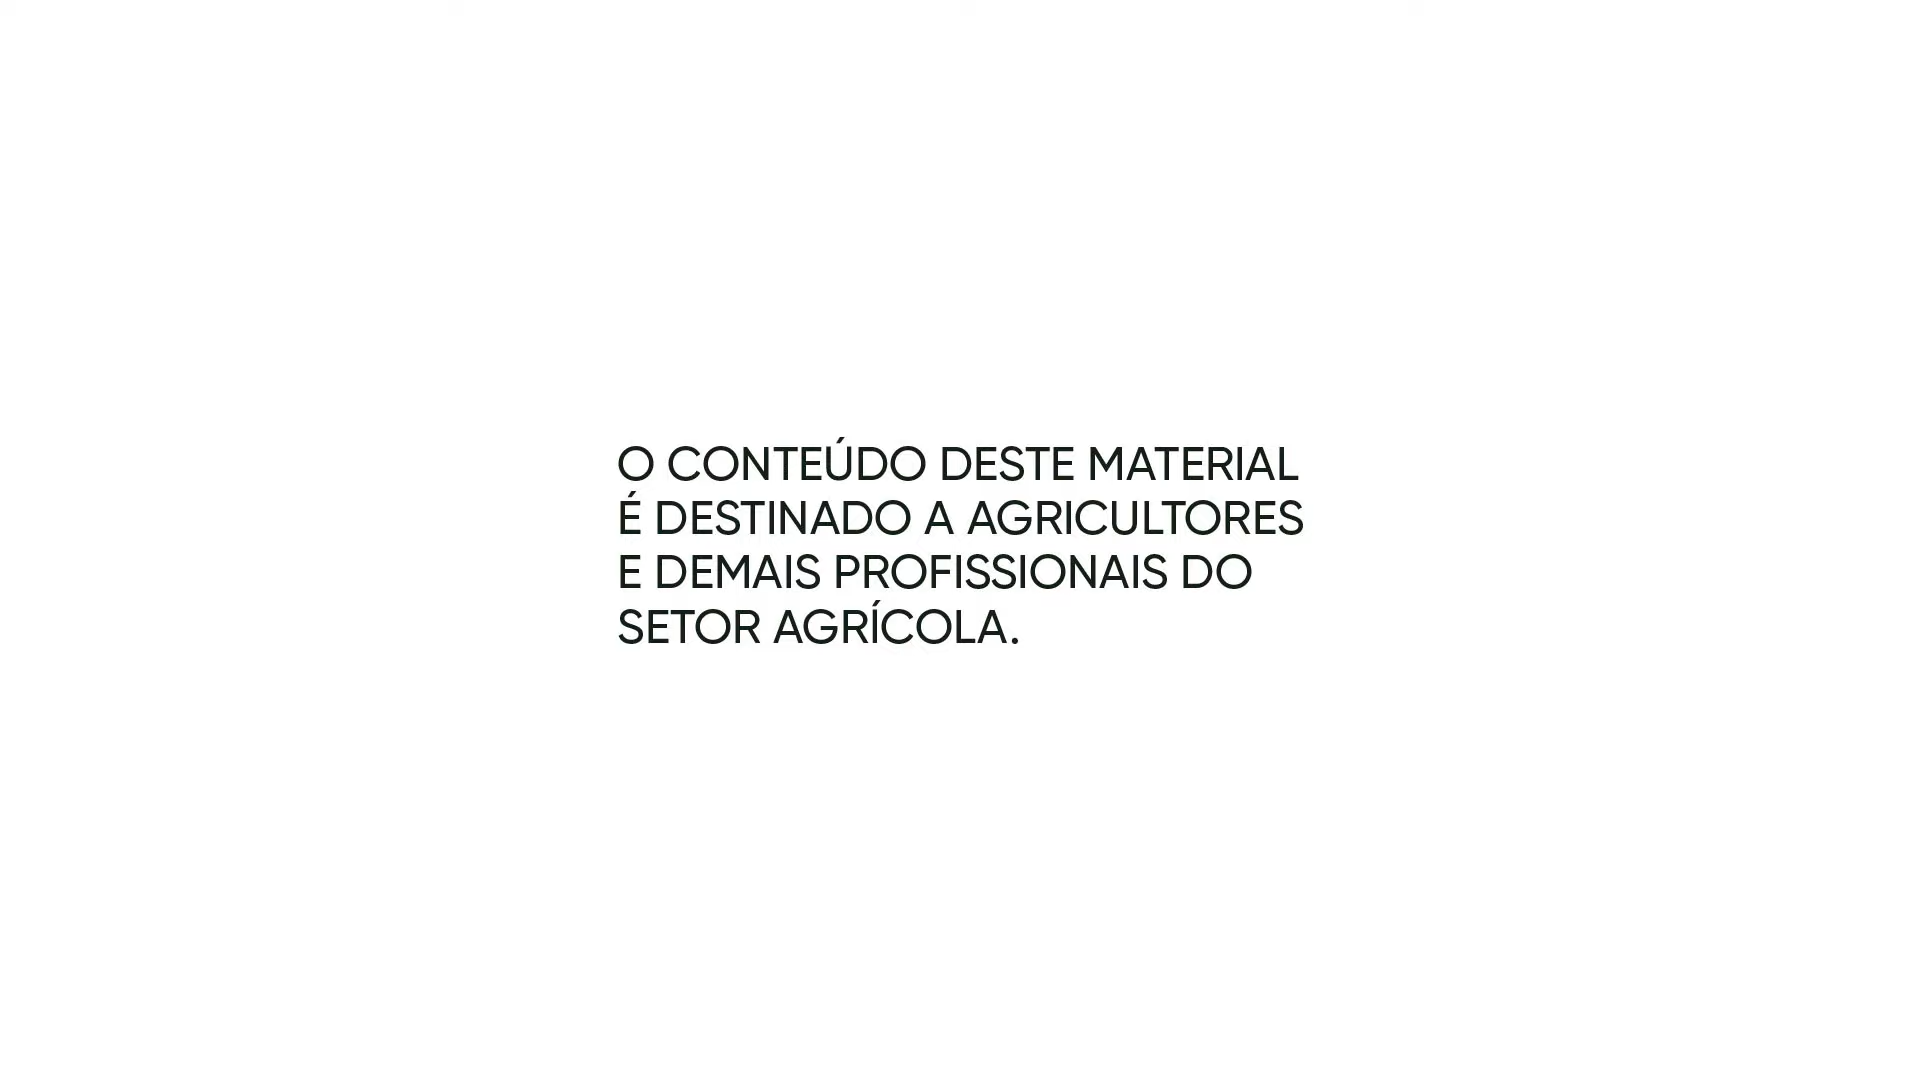 O CONTEÚDO DESTE MATERIAL
É DESTINADO A AGRICULTORES
E DEMAIS PROFISSIONAIS DO
SETOR AGRÍCOLA.